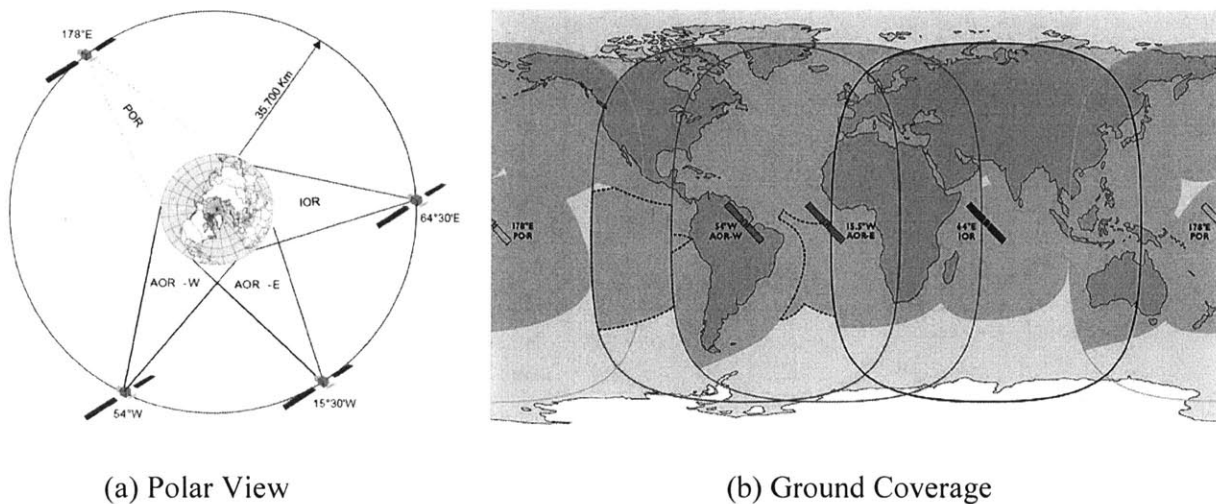 178°E
POR
35.700 Km
IOR
64°30'E
AOR -W
AOR -E
54°W
15°30'W
178°E
POR
54°W
AOR-W
15.5°W
AOR-E
64°E
IOR
178°E
POR
(a) Polar View
(b) Ground Coverage